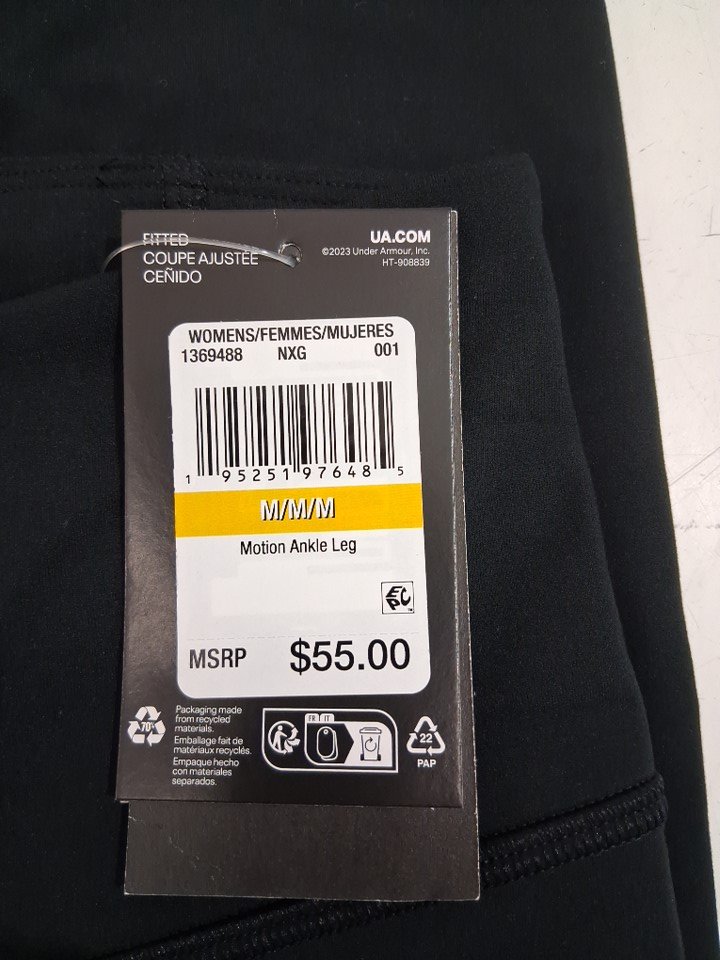 FITTED
COUPE AJUSTÉE
CEÑIDO
UA.COM
©2023 Under Armour, Inc.
HT-908839
WOMENS/FEMMES/MUJERES
1369488 NXG 001
1 95251 97648 5
M/M/M
Motion Ankle Leg
EPC
MSRP $55.00
70%
Packaging made
from recycled
materials.
Emballage fait de
matériaux recyclés.
Empaque hecho
con materiales
separados.
FR IT
22
PAP